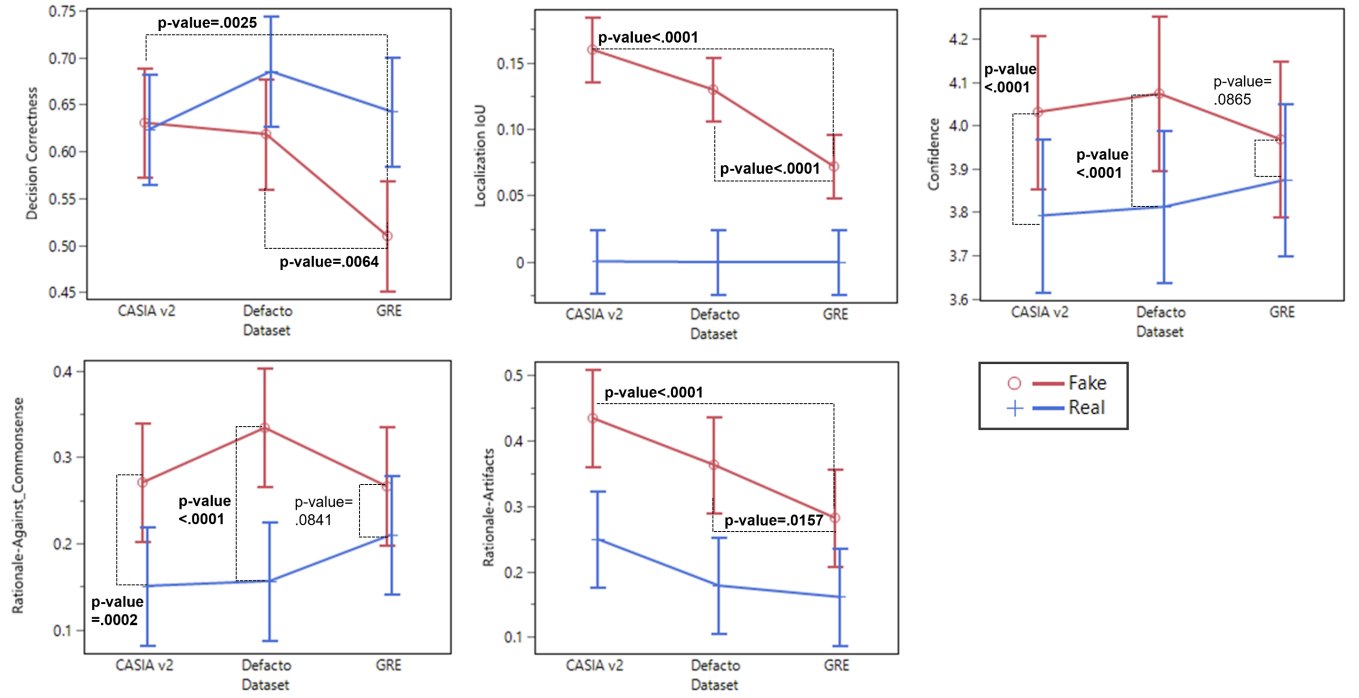 Decision Correctness
0.75
0.70
0.65
0.60
0.55
0.50
0.45
p-value=.0025
p-value=.0064
CASIA v2 Defacto GRE
Dataset
Localization IoU
0.15
0.10
0.05
0
p-value<.0001
p-value<.0001
CASIA v2 Defacto GRE
Dataset
Confidence
4.2
4.1
4.0
3.9
3.8
3.7
3.6
p-value
<.0001
p-value
<.0001
p-value=
.0865
CASIA v2 Defacto GRE
Dataset
Rationale-Against_Commonsense
0.4
0.3
0.2
0.1
p-value
=.0002
p-value
<.0001
p-value=
.0841
CASIA v2 Defacto GRE
Dataset
Rationale-Artifacts
0.5
0.4
0.3
0.2
0.1
p-value<.0001
p-value=.0157
CASIA v2 Defacto GRE
Dataset
Fake
Real